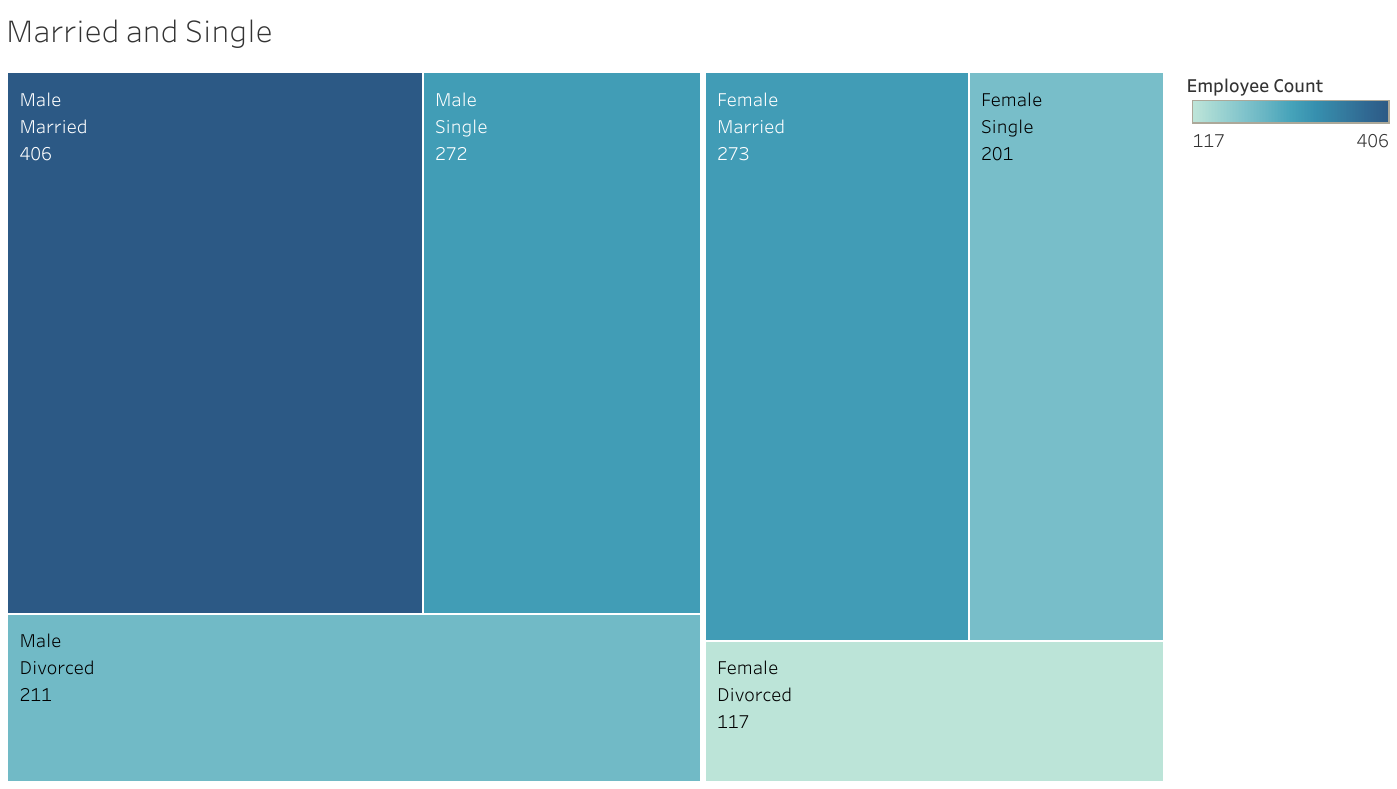 Married and Single
Male
Married
406
Male
Single
272
Female
Married
273
Female
Single
201
Male
Divorced
211
Female
Divorced
117
Employee Count
117 406